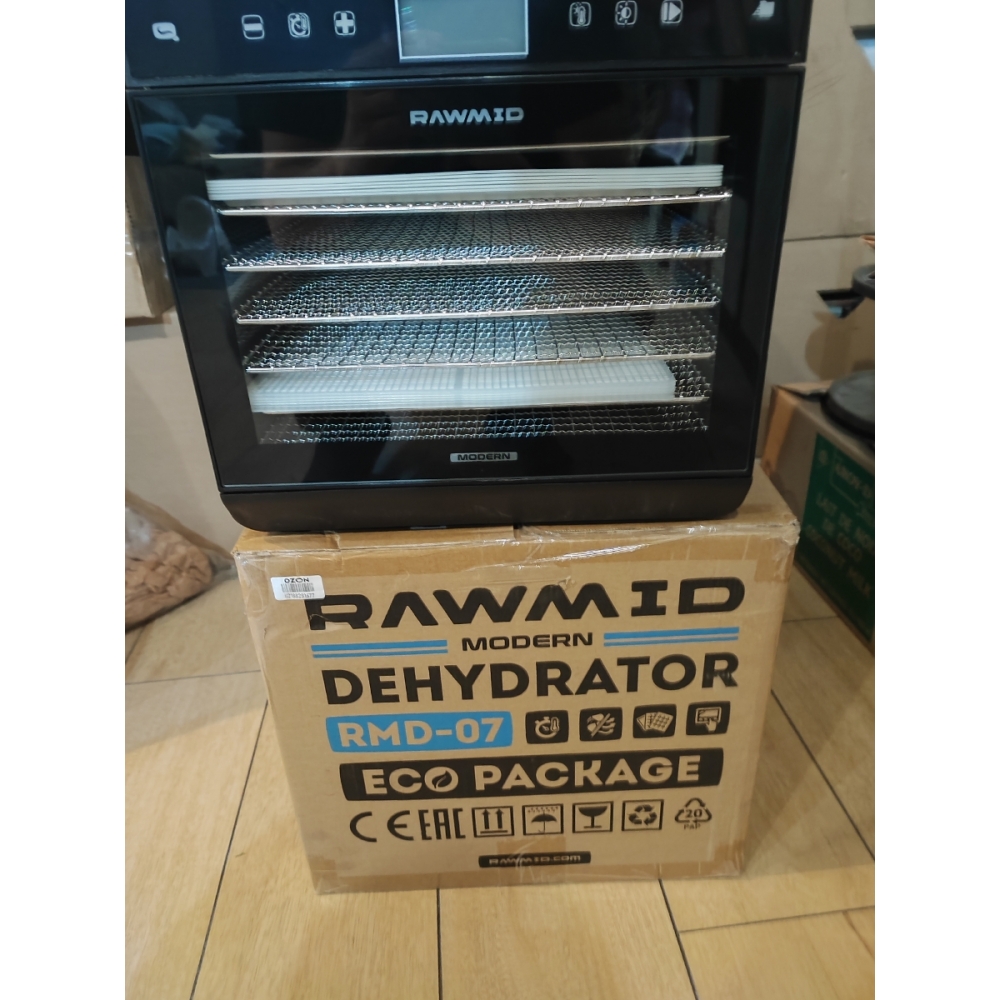 RAWMID
MODERN
OZON
RAWMID
MODERN
DEHYDRATOR
RMD-07
ECO PACKAGE
CE EAC
20
PAP
RAWMID.COM